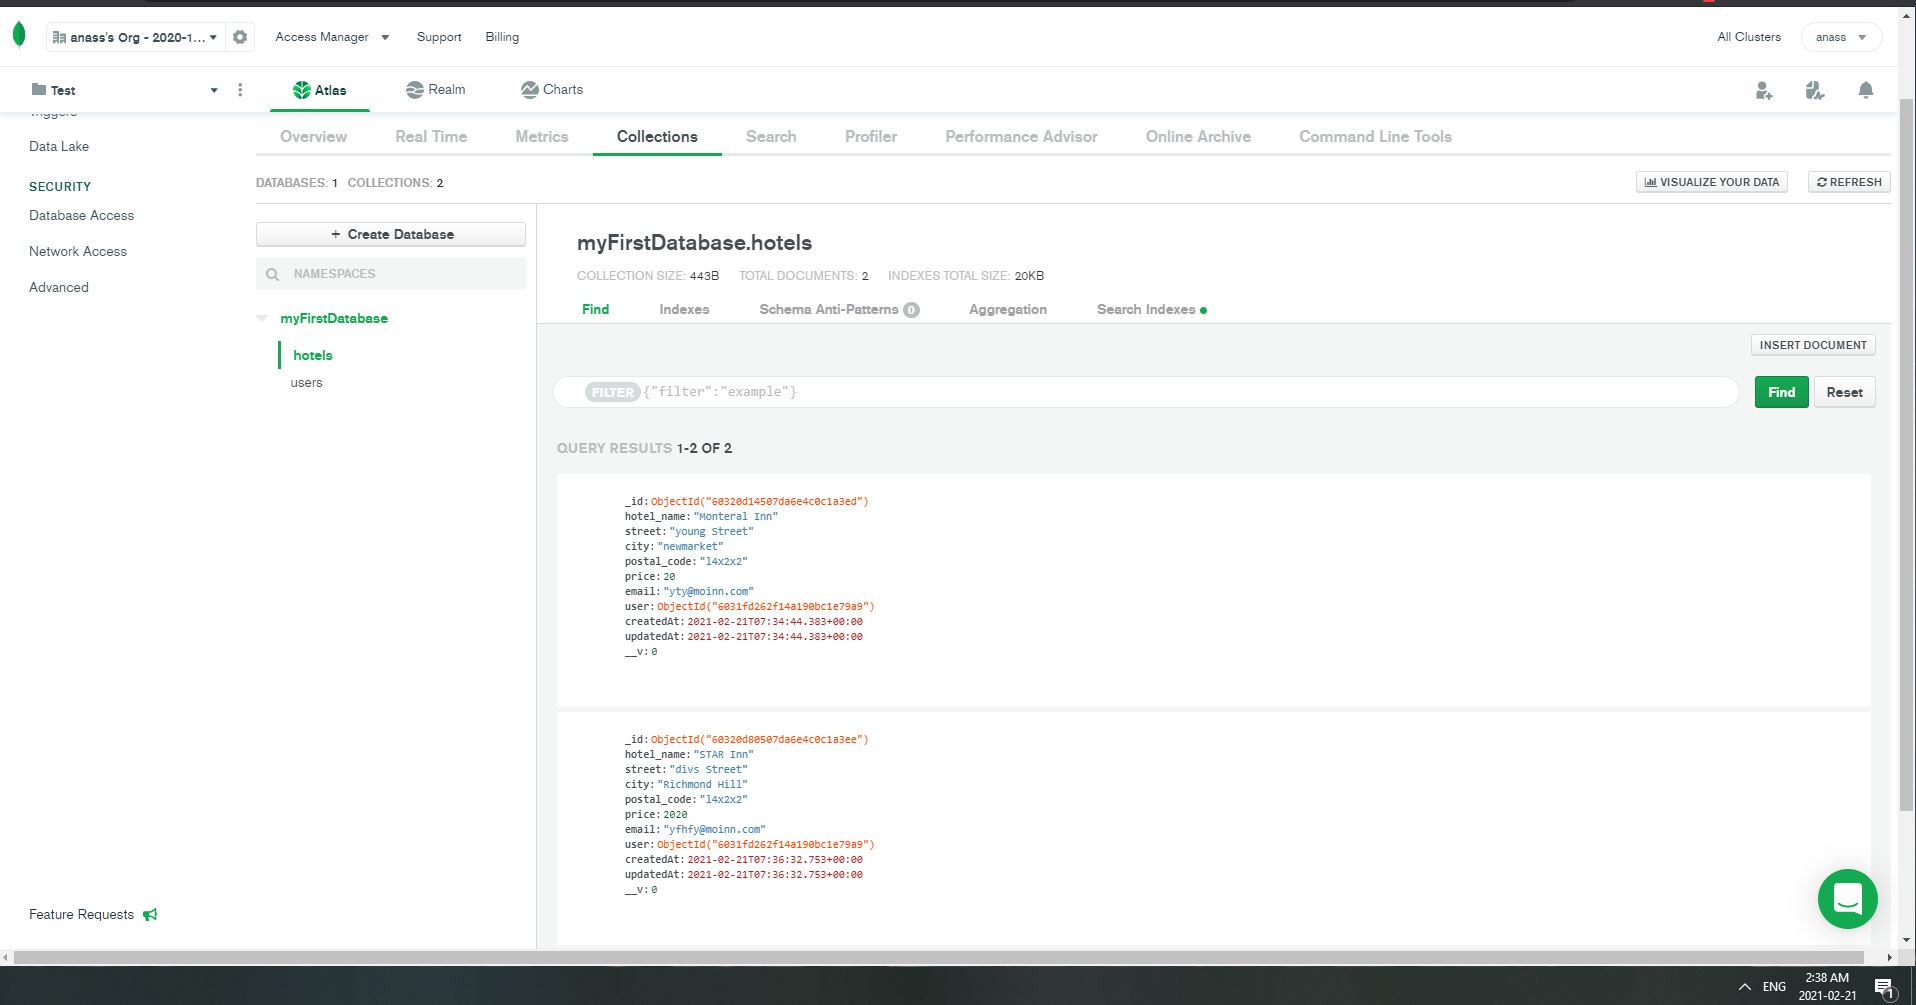 anass's Org - 2020-1...
Access Manager
Support
Billing
All Clusters
anass
Test
Atlas
Realm
Charts
Triggers
Data Lake
SECURITY
Database Access
Network Access
Advanced
Feature Requests
Overview
Real Time
Metrics
Collections
Search
Profiler
Performance Advisor
Online Archive
Command Line Tools
DATABASES: 1 COLLECTIONS: 2
VISUALIZE YOUR DATA
REFRESH
+ Create Database
NAMESPACES
myFirstDatabase
hotels
users
myFirstDatabase.hotels
COLLECTION SIZE: 443B TOTAL DOCUMENTS: 2 INDEXES TOTAL SIZE: 20KB
Find
Indexes
Schema Anti-Patterns 0
Aggregation
Search Indexes
INSERT DOCUMENT
FILTER {"filter":"example"}
Find
Reset
QUERY RESULTS 1-2 OF 2
_id: ObjectId("60320d14507da6e4c0c1a3ed")
hotel_name: "Monteral Inn"
street: "young Street"
city: "newmarket"
postal_code: "l4x2x2"
price: 20
email: "yty@moinn.com"
user: ObjectId("6031fd262f14a190bc1e79a9")
createdAt: 2021-02-21T07:34:44.383+00:00
updatedAt: 2021-02-21T07:34:44.383+00:00
__v: 0
_id: ObjectId("60320d80507da6e4c0c1a3ee")
hotel_name: "STAR Inn"
street: "divs Street"
city: "Richmond Hill"
postal_code: "l4x2x2"
price: 2020
email: "yfhfy@moinn.com"
user: ObjectId("6031fd262f14a190bc1e79a9")
createdAt: 2021-02-21T07:36:32.753+00:00
updatedAt: 2021-02-21T07:36:32.753+00:00
__v: 0
ENG
2:38 AM
2021-02-21
1